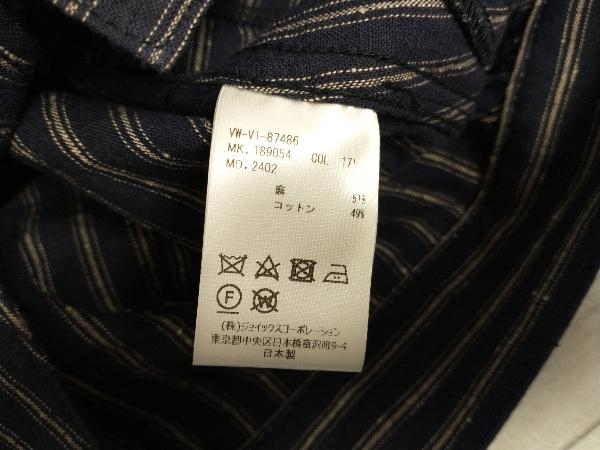 VW-V1-87486
MK. 189054 COL 171
MD. 2402
麻 51%
コットン 49%
F
W
(株)ジョイックスコーポレーション
東京都中央区日本橋富沢町9-4
日本製